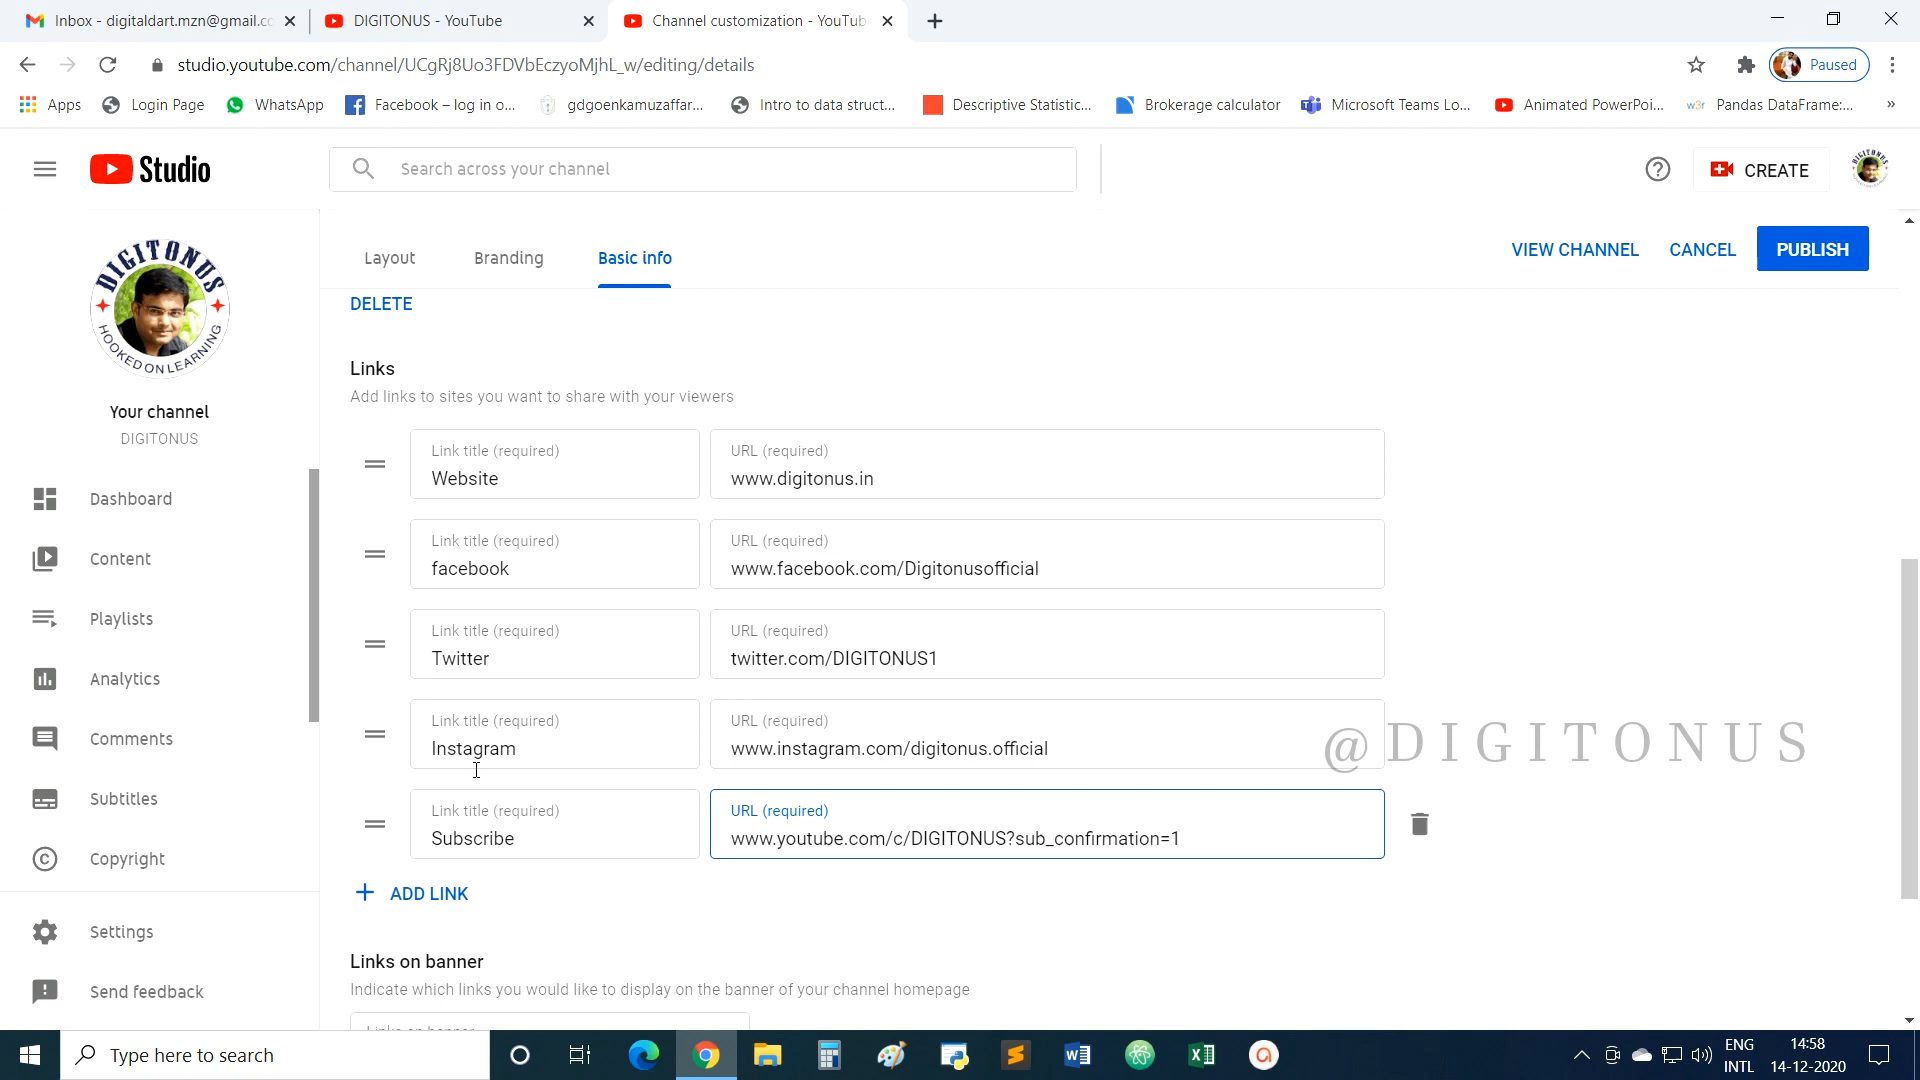 Inbox - digitaldart.mzn@gmail.cc
DIGITONUS - YouTube
Channel customization - YouTub
studio.youtube.com/channel/UCgRj8Uo3FDVbEczyoMjhL_w/editing/details
Paused
Apps
Login Page
WhatsApp
Facebook – log in o...
gdgoenkamuzaffar...
Intro to data struct...
Descriptive Statistic...
Brokerage calculator
Microsoft Teams Lo...
Animated PowerPoi...
w3r
Pandas DataFrame:...
»
Studio
Search across your channel
CREATE
DIGITONUS
HOOKED ON LEARNING
Your channel
DIGITONUS
Dashboard
Content
Playlists
Analytics
Comments
Subtitles
Copyright
Settings
Send feedback
Layout
Branding
Basic info
VIEW CHANNEL
CANCEL
PUBLISH
DELETE
Links
Add links to sites you want to share with your viewers
Link title (required)
Website
URL (required)
www.digitonus.in
Link title (required)
facebook
URL (required)
www.facebook.com/Digitonusofficial
Link title (required)
Twitter
URL (required)
twitter.com/DIGITONUS1
Link title (required)
Instagram
URL (required)
www.instagram.com/digitonus.official
@DIGITONUS
Link title (required)
Subscribe
URL (required)
www.youtube.com/c/DIGITONUS?sub_confirmation=1
+ ADD LINK
Links on banner
Indicate which links you would like to display on the banner of your channel homepage
Links on banner
Type here to search
ENG
INTL
14:58
14-12-2020